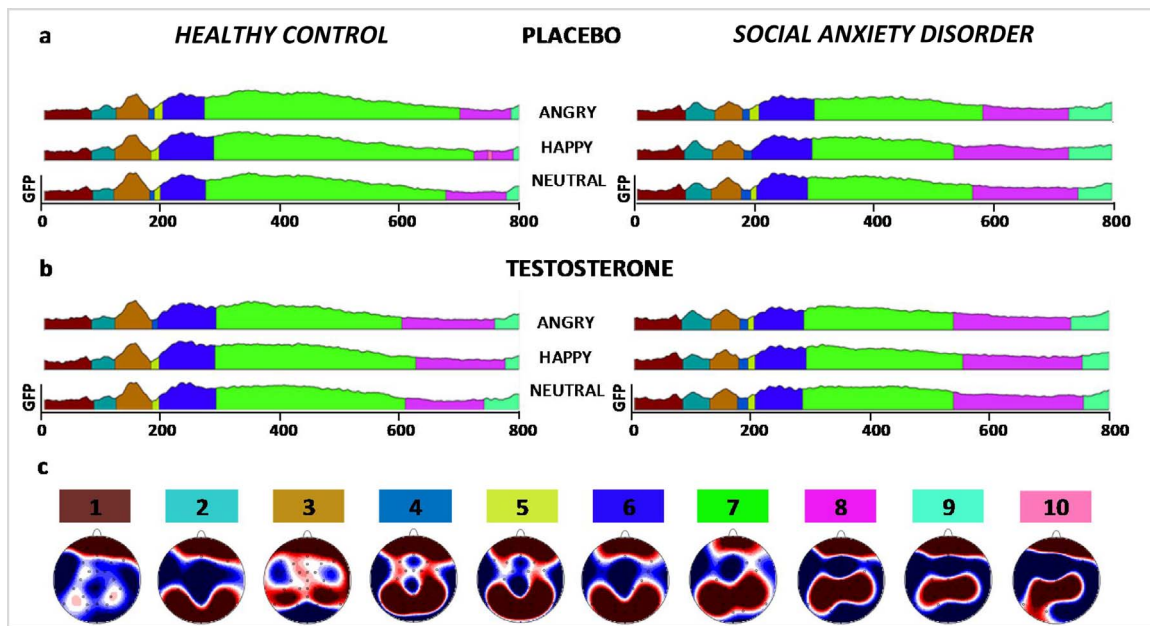 a HEALTHY CONTROL PLACEBO SOCIAL ANXIETY DISORDER
ANGRY
HAPPY
NEUTRAL
GFP GFP
0 200 400 600 800 0 200 400 600 800
b TESTOSTERONE
ANGRY
HAPPY
NEUTRAL
GFP GFP
0 200 400 600 800 0 200 400 600 800
c
1 2 3 4 5 6 7 8 9 10